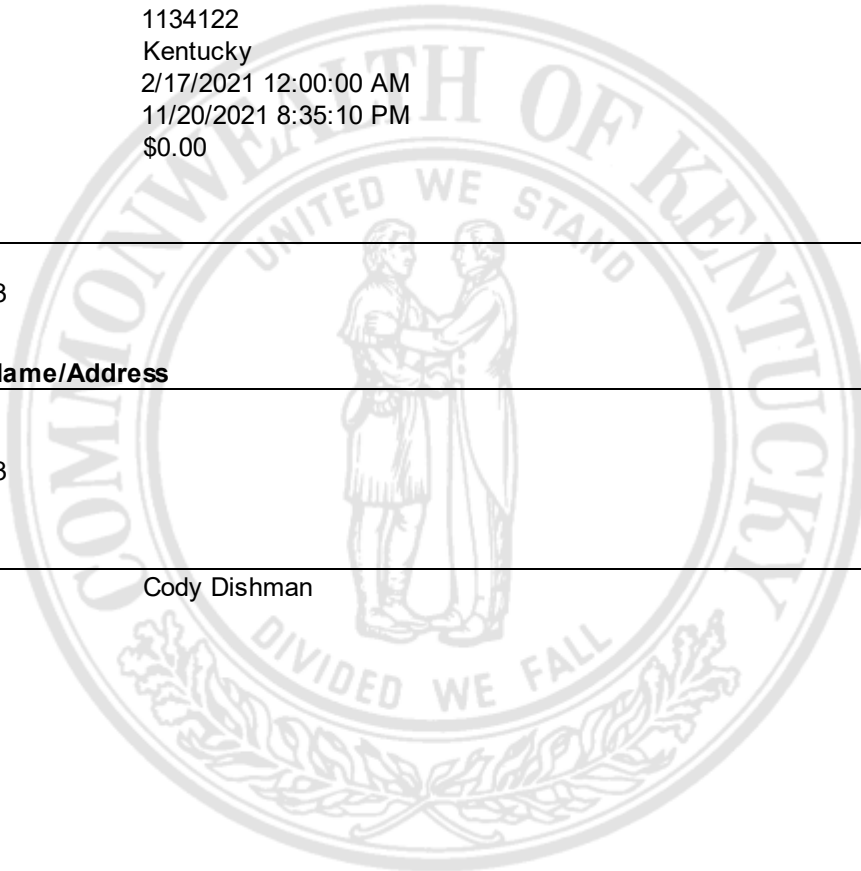 1134122
Kentucky
2/17/2021 12:00:00 AM
11/20/2021 8:35:10 PM
$0.00
COMMONWEALTH OF KENTUCKY
UNITED WE STAND
3
ame/Address
3
Cody Dishman
DIVIDED WE FALL